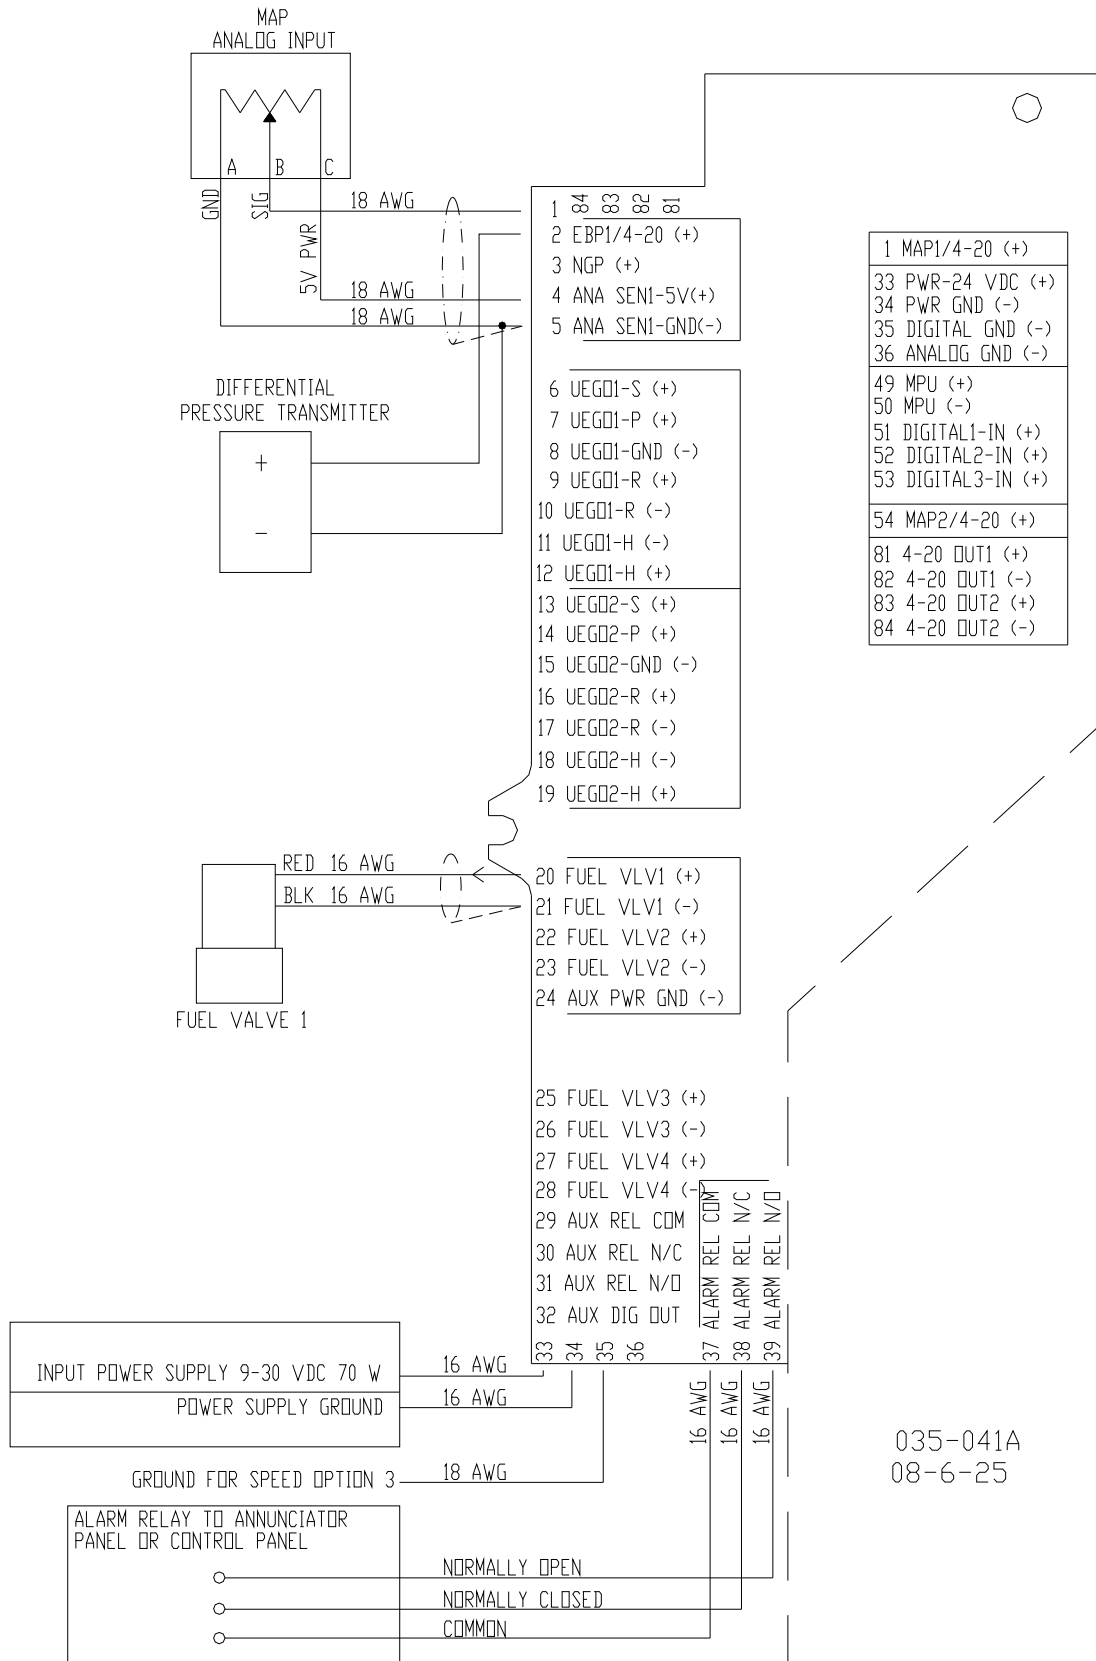 MAP
ANALOG INPUT
A
B
C
GND
SIG
5V PWR
18 AWG
18 AWG
18 AWG
DIFFERENTIAL
PRESSURE TRANSMITTER
+
-
1
84
83
82
81
2 EBP1/4-20 (+)
3 NGP (+)
4 ANA SEN1-5V(+)
5 ANA SEN1-GND(-)
6 UEGO1-S (+)
7 UEGO1-P (+)
8 UEGO1-GND (-)
9 UEGO1-R (+)
10 UEGO1-R (-)
11 UEGO1-H (-)
12 UEGO1-H (+)
13 UEGO2-S (+)
14 UEGO2-P (+)
15 UEGO2-GND (-)
16 UEGO2-R (+)
17 UEGO2-R (-)
18 UEGO2-H (-)
19 UEGO2-H (+)
1 MAP1/4-20 (+)
33 PWR-24 VDC (+)
34 PWR GND (-)
35 DIGITAL GND (-)
36 ANALOG GND (-)
49 MPU (+)
50 MPU (-)
51 DIGITAL1-IN (+)
52 DIGITAL2-IN (+)
53 DIGITAL3-IN (+)
54 MAP2/4-20 (+)
81 4-20 OUT1 (+)
82 4-20 OUT1 (-)
83 4-20 OUT2 (+)
84 4-20 OUT2 (-)
RED 16 AWG
BLK 16 AWG
FUEL VALVE 1
20 FUEL VLV1 (+)
21 FUEL VLV1 (-)
22 FUEL VLV2 (+)
23 FUEL VLV2 (-)
24 AUX PWR GND (-)
25 FUEL VLV3 (+)
26 FUEL VLV3 (-)
27 FUEL VLV4 (+)
28 FUEL VLV4 (-)
29 AUX REL COM
30 AUX REL N/C
31 AUX REL N/O
32 AUX DIG OUT
33
34
35
36
37 ALARM REL COM
38 ALARM REL N/C
39 ALARM REL N/O
INPUT POWER SUPPLY 9-30 VDC 70 W
POWER SUPPLY GROUND
16 AWG
16 AWG
GROUND FOR SPEED OPTION 3
18 AWG
16 AWG
16 AWG
16 AWG
ALARM RELAY TO ANNUNCIATOR
PANEL OR CONTROL PANEL
NORMALLY OPEN
NORMALLY CLOSED
COMMON
035-041A
08-6-25